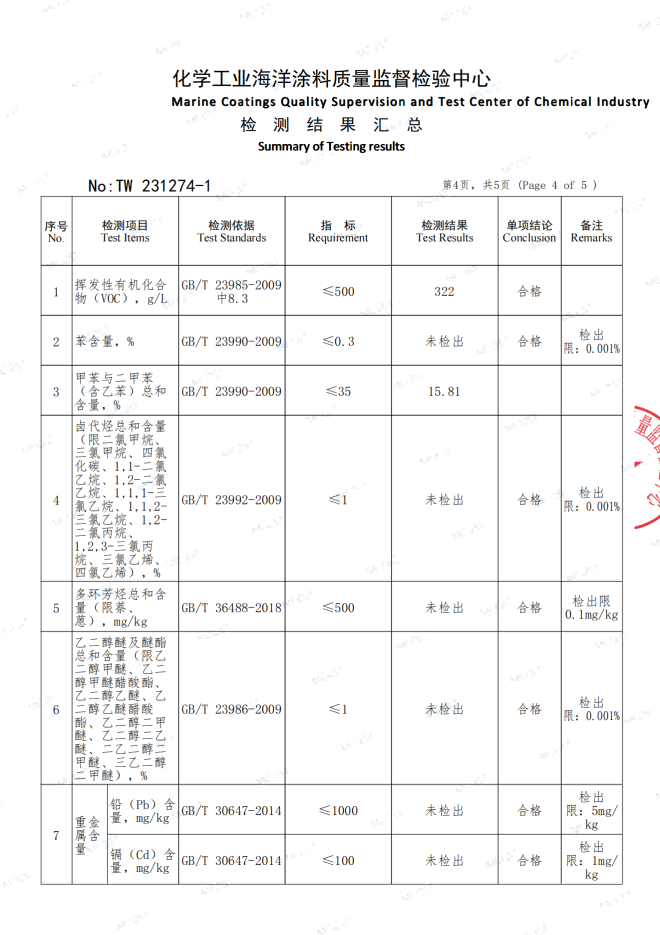 化学工业海洋涂料质量监督检验中心
Marine Coatings Quality Supervision and Test Center of Chemical Industry
检 测 结 果 汇 总
Summary of Testing results
No:TW 231274-1
第4页, 共5页 (Page 4 of 5 )
序号
No.
检测项目
Test Items
检测依据
Test Standards
指 标
Requirement
检测结果
Test Results
单项结论
Conclusion
备注
Remarks
1
挥发性有机化合
物（VOC），g/L
GB/T 23985-2009
中8.3
≤500
322
合格
2
苯含量，%
GB/T 23990-2009
≤0.3
未检出
合格
检出
限：0.001%
3
甲苯与二甲苯
（含乙苯）总和
含量，%
GB/T 23990-2009
≤35
15.81
合格
4
卤代烃总和含量
（限二氯甲烷、
三氯甲烷、四氯
化碳、1,1-二氯
乙烷、1,2-二氯
乙烷、1,1,1-三
氯乙烷、1,1,2-
三氯乙烷、1,2-
二氯丙烷、
1,2,3-三氯丙
烷、三氯乙烯、
四氯乙烯），%
GB/T 23992-2009
≤1
未检出
合格
检出
限：0.001%
5
多环芳烃总和含
量（限萘、
蒽），mg/kg
GB/T 36488-2018
≤500
未检出
合格
检出限
0.1mg/kg
6
乙二醇醚及醚酯
总和含量（限乙
二醇甲醚、乙二
醇甲醚醋酸酯、
乙二醇乙醚、乙
二醇乙醚醋酸
酯、乙二醇二甲
醚、乙二醇二乙
醚、二乙二醇二
甲醚、三乙二醇
二甲醚），%
GB/T 23986-2009
≤1
未检出
合格
检出
限：0.001%
7
重金
属含
量
铅（Pb）含
量，mg/kg
GB/T 30647-2014
≤1000
未检出
合格
检出
限：5mg/
kg
镉（Cd）含
量，mg/kg
GB/T 30647-2014
≤100
未检出
合格
检出
限：1mg/
kg